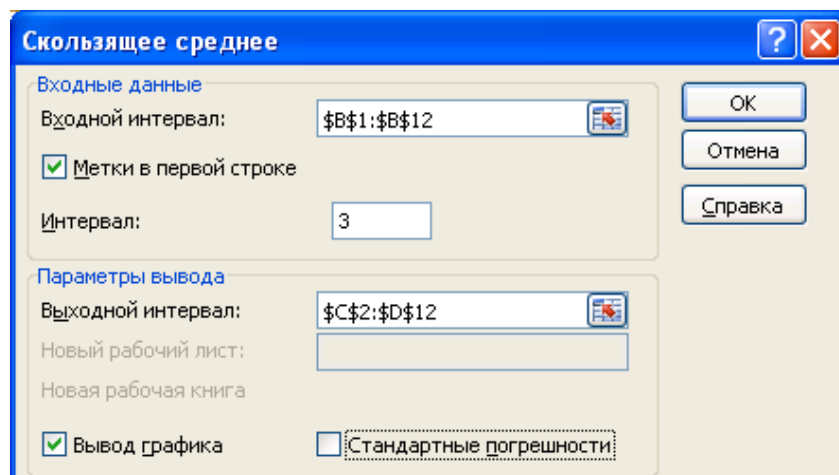 Скользящее среднее
Входные данные
Входной интервал: $B$1:$B$12
Метки в первой строке
Интервал: 3
ОК
Отмена
Справка
Параметры вывода
Выходной интервал: $C$2:$D$12
Новый рабочий лист:
Новая рабочая книга
Вывод графика Стандартные погрешности